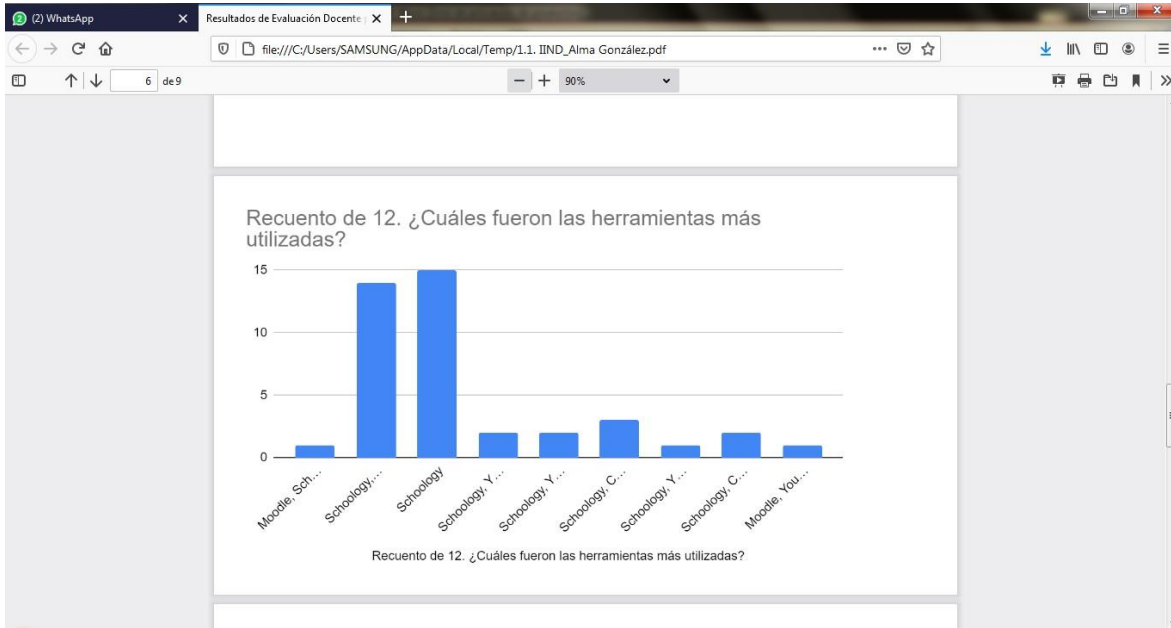 (2) WhatsApp
Resultados de Evaluación Docente
file:///C:/Users/SAMSUNG/AppData/Local/Temp/1.1. IIND_Alma González.pdf
6 de 9
90%
Recuento de 12. ¿Cuáles fueron las herramientas más
utilizadas?
15
10
5
0
Moodle, Sch…
Schoology,…
Schoology
Schoology, Y…
Schoology, Y…
Schoology, C…
Schoology, Y…
Schoology, C…
Moodle, You…
Recuento de 12. ¿Cuáles fueron las herramientas más utilizadas?